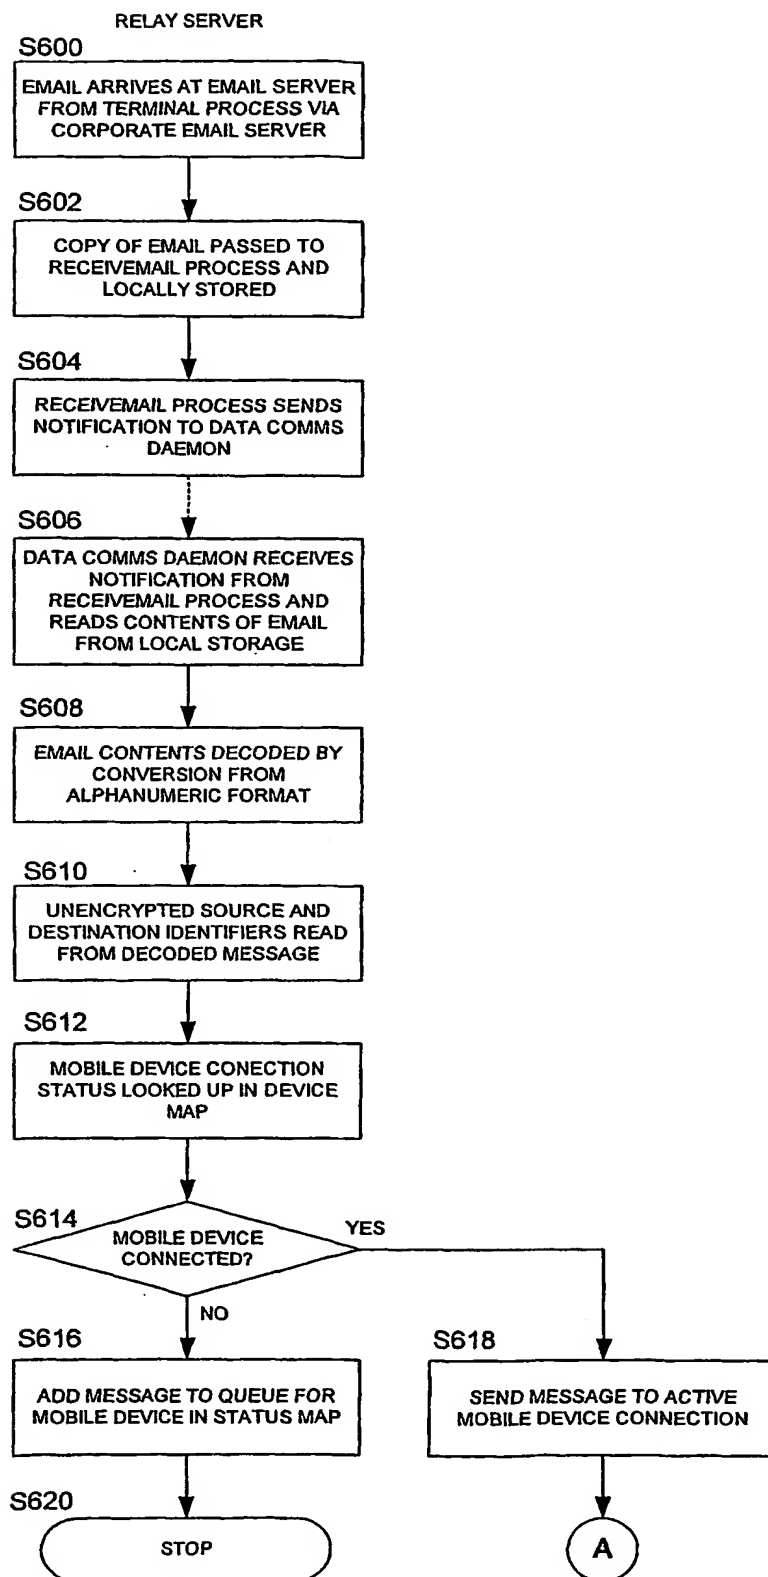 RELAY SERVER
S600
EMAIL ARRIVES AT EMAIL SERVER
FROM TERMINAL PROCESS VIA
CORPORATE EMAIL SERVER
S602
COPY OF EMAIL PASSED TO
RECEIVEMAIL PROCESS AND
LOCALLY STORED
S604
RECEIVEMAIL PROCESS SENDS
NOTIFICATION TO DATA COMMS
DAEMON
S606
DATA COMMS DAEMON RECEIVES
NOTIFICATION FROM
RECEIVEMAIL PROCESS AND
READS CONTENTS OF EMAIL
FROM LOCAL STORAGE
S608
EMAIL CONTENTS DECODED BY
CONVERSION FROM
ALPHANUMERIC FORMAT
S610
UNENCRYPTED SOURCE AND
DESTINATION IDENTIFIERS READ
FROM DECODED MESSAGE
S612
MOBILE DEVICE CONECTION
STATUS LOOKED UP IN DEVICE
MAP
S614
MOBILE DEVICE
CONNECTED?
YES
NO
S616
ADD MESSAGE TO QUEUE FOR
MOBILE DEVICE IN STATUS MAP
S618
SEND MESSAGE TO ACTIVE
MOBILE DEVICE CONNECTION
S620
STOP
A